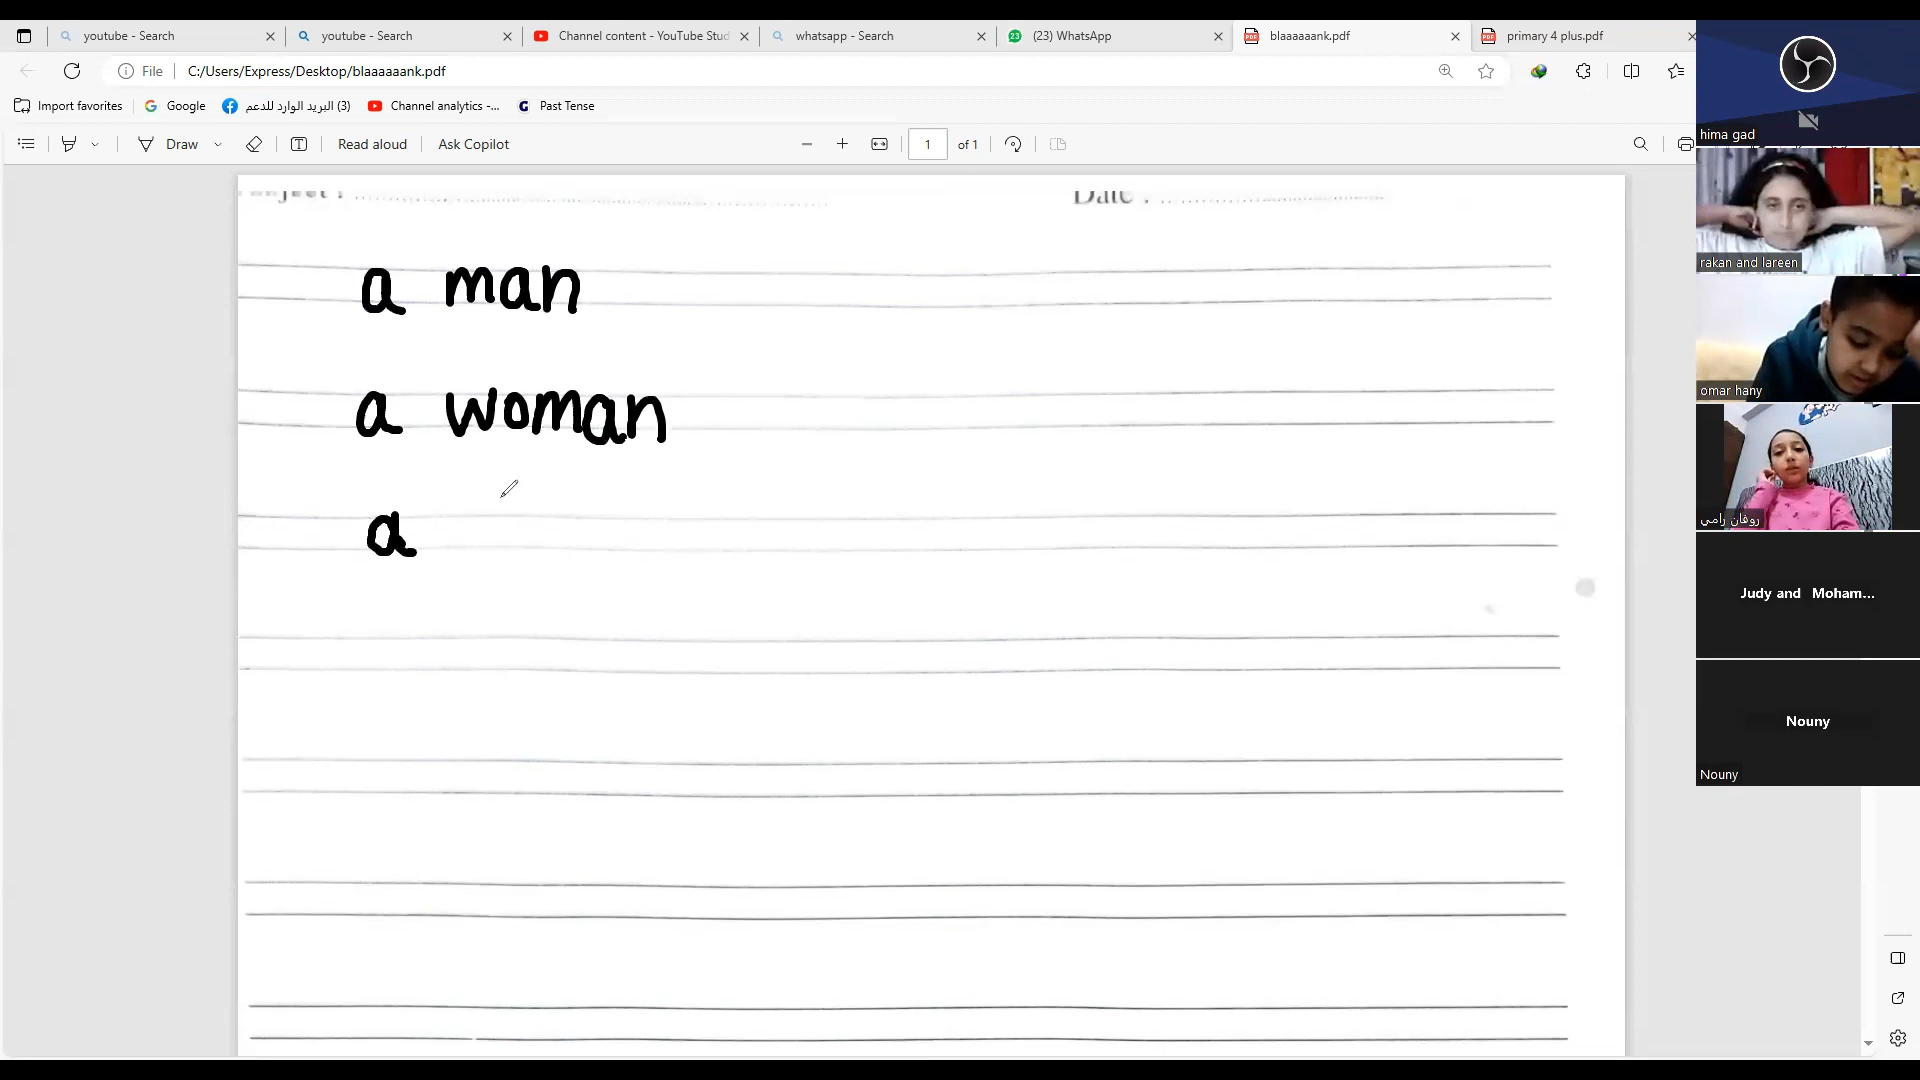 youtube - Search
youtube - Search
Channel content - YouTube Stud
whatsapp - Search
(23) WhatsApp
blaaaaaank.pdf
primary 4 plus.pdf
File
C:/Users/Express/Desktop/blaaaaaank.pdf
Import favorites
Google
(3) البريد الوارد للدعم
Channel analytics -...
Past Tense
Draw
Read aloud
Ask Copilot
1
of 1
Date :
a man
a woman
a
hima gad
rakan and lareen
omar hany
روفان رامي
Judy and Moham...
Nouny
Nouny